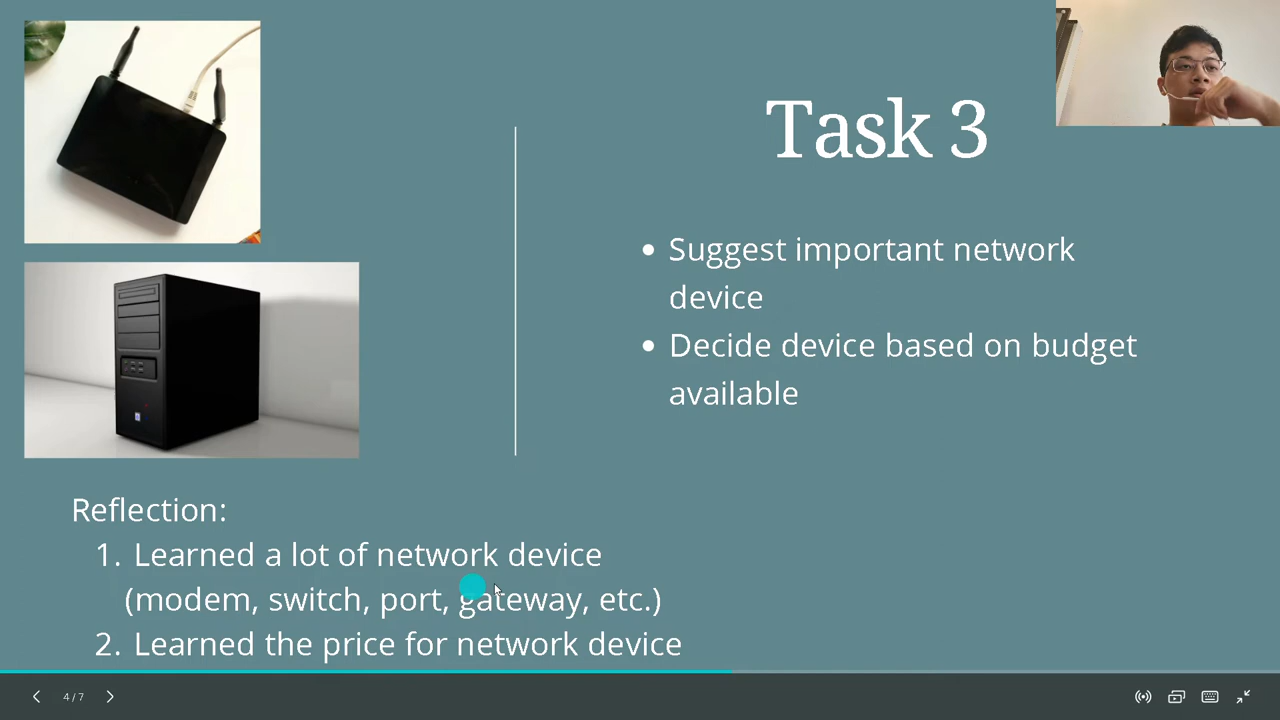 Task 3
• Suggest important network
device
• Decide device based on budget
available
Reflection:
1. Learned a lot of network device
(modem, switch, port, gateway, etc.)
2. Learned the price for network device
4 / 7